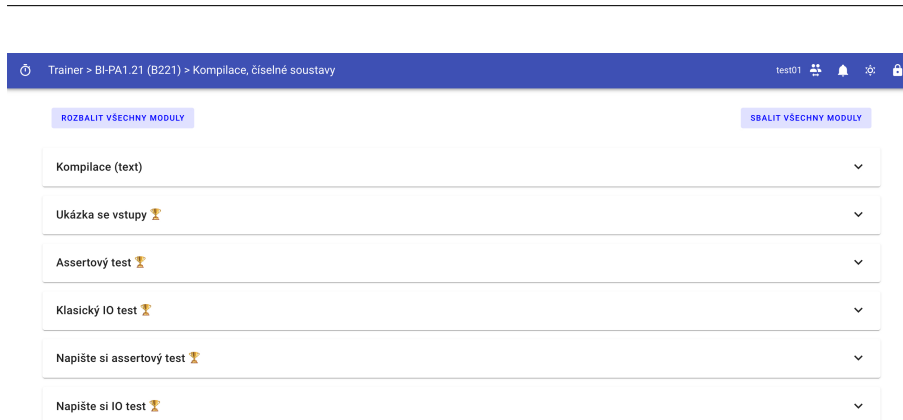 Trainer > BI-PA1.21 (B221) > Kompilace, číselné soustavy test01
ROZBALIT VŠECHNY MODULY SBALIT VŠECHNY MODULY
Kompilace (text)
Ukázka se vstupy 🏆
Assertový test 🏆
Klasický IO test 🏆
Napište si assertový test 🏆
Napište si IO test 🏆